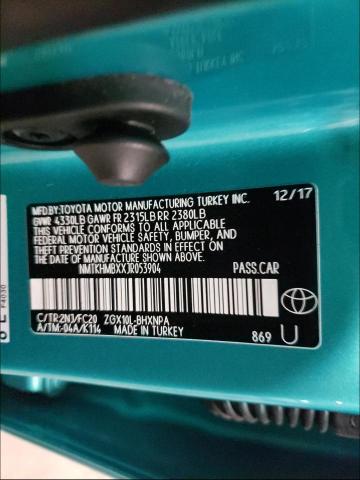 MFD.BY:TOYOTA MOTOR MANUFACTURING TURKEY INC. 12/17
GVWR 4330LB GAWR FR 2315LB RR 2380LB
THIS VEHICLE CONFORMS TO ALL APPLICABLE
FEDERAL MOTOR VEHICLE SAFETY, BUMPER, AND
THEFT PREVENTION STANDARDS IN EFFECT ON THE
DATE OF MANUFACTURE SHOWN ABOVE.
NMTKHMBXXJR053904 PASS.CAR
C/TR:2NJ/FC20 ZGX10L-BHXNPA
A/TM:-04A/K114 MADE IN TURKEY 869 U
F4030